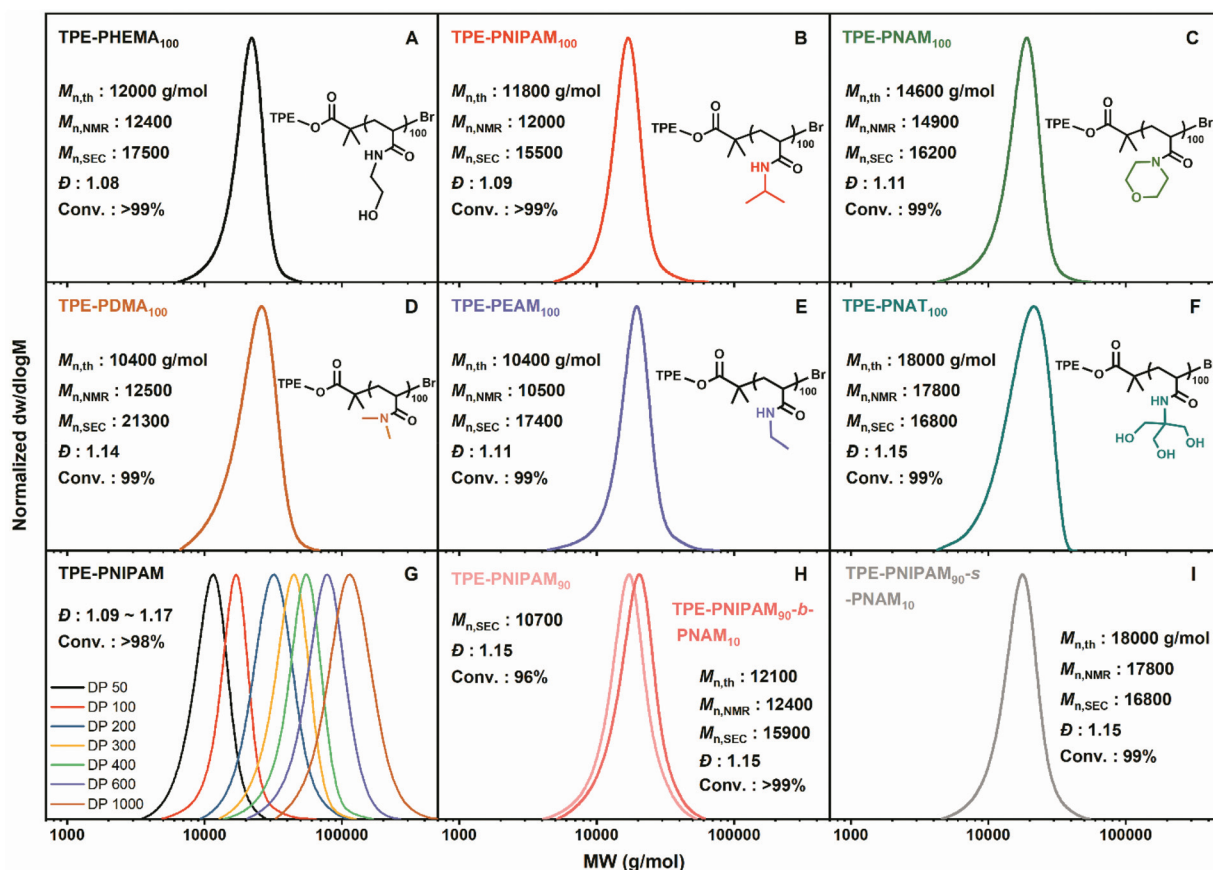 Normalized dw/dlogM
TPE-PHEMA100
A
Mn,th : 12000 g/mol
Mn,NMR : 12400
Mn,SEC : 17500
Đ : 1.08
Conv. : >99%
TPE
O
O
Br
100
HN
O
HO
TPE-PNIPAM100
B
Mn,th : 11800 g/mol
Mn,NMR : 12000
Mn,SEC : 15500
Đ : 1.09
Conv. : >99%
TPE
O
O
Br
100
HN
O
TPE-PNAM100
C
Mn,th : 14600 g/mol
Mn,NMR : 14900
Mn,SEC : 16200
Đ : 1.11
Conv. : 99%
TPE
O
O
Br
100
N
O
O
TPE-PDMA100
D
Mn,th : 10400 g/mol
Mn,NMR : 12500
Mn,SEC : 21300
Đ : 1.14
Conv. : 99%
TPE
O
O
Br
100
N
O
TPE-PEAM100
E
Mn,th : 10400 g/mol
Mn,NMR : 10500
Mn,SEC : 17400
Đ : 1.11
Conv. : 99%
TPE
O
O
Br
100
HN
O
TPE-PNAT100
F
Mn,th : 18000 g/mol
Mn,NMR : 17800
Mn,SEC : 16800
Đ : 1.15
Conv. : 99%
TPE
O
O
Br
100
HN
O
HO
OH
OH
TPE-PNIPAM
G
Đ : 1.09 ~ 1.17
Conv. : >98%
DP 50
DP 100
DP 200
DP 300
DP 400
DP 600
DP 1000
1000 10000 100000
TPE-PNIPAM90
H
Mn,SEC : 10700
Đ : 1.15
Conv. : 96%
TPE-PNIPAM90-b-
PNAM10
Mn,th : 12100
Mn,NMR : 12400
Mn,SEC : 15900
Đ : 1.15
Conv. : >99%
1000 10000 100000
TPE-PNIPAM90-s
-PNAM10
I
Mn,th : 18000 g/mol
Mn,NMR : 17800
Mn,SEC : 16800
Đ : 1.15
Conv. : 99%
1000 10000 100000
MW (g/mol)